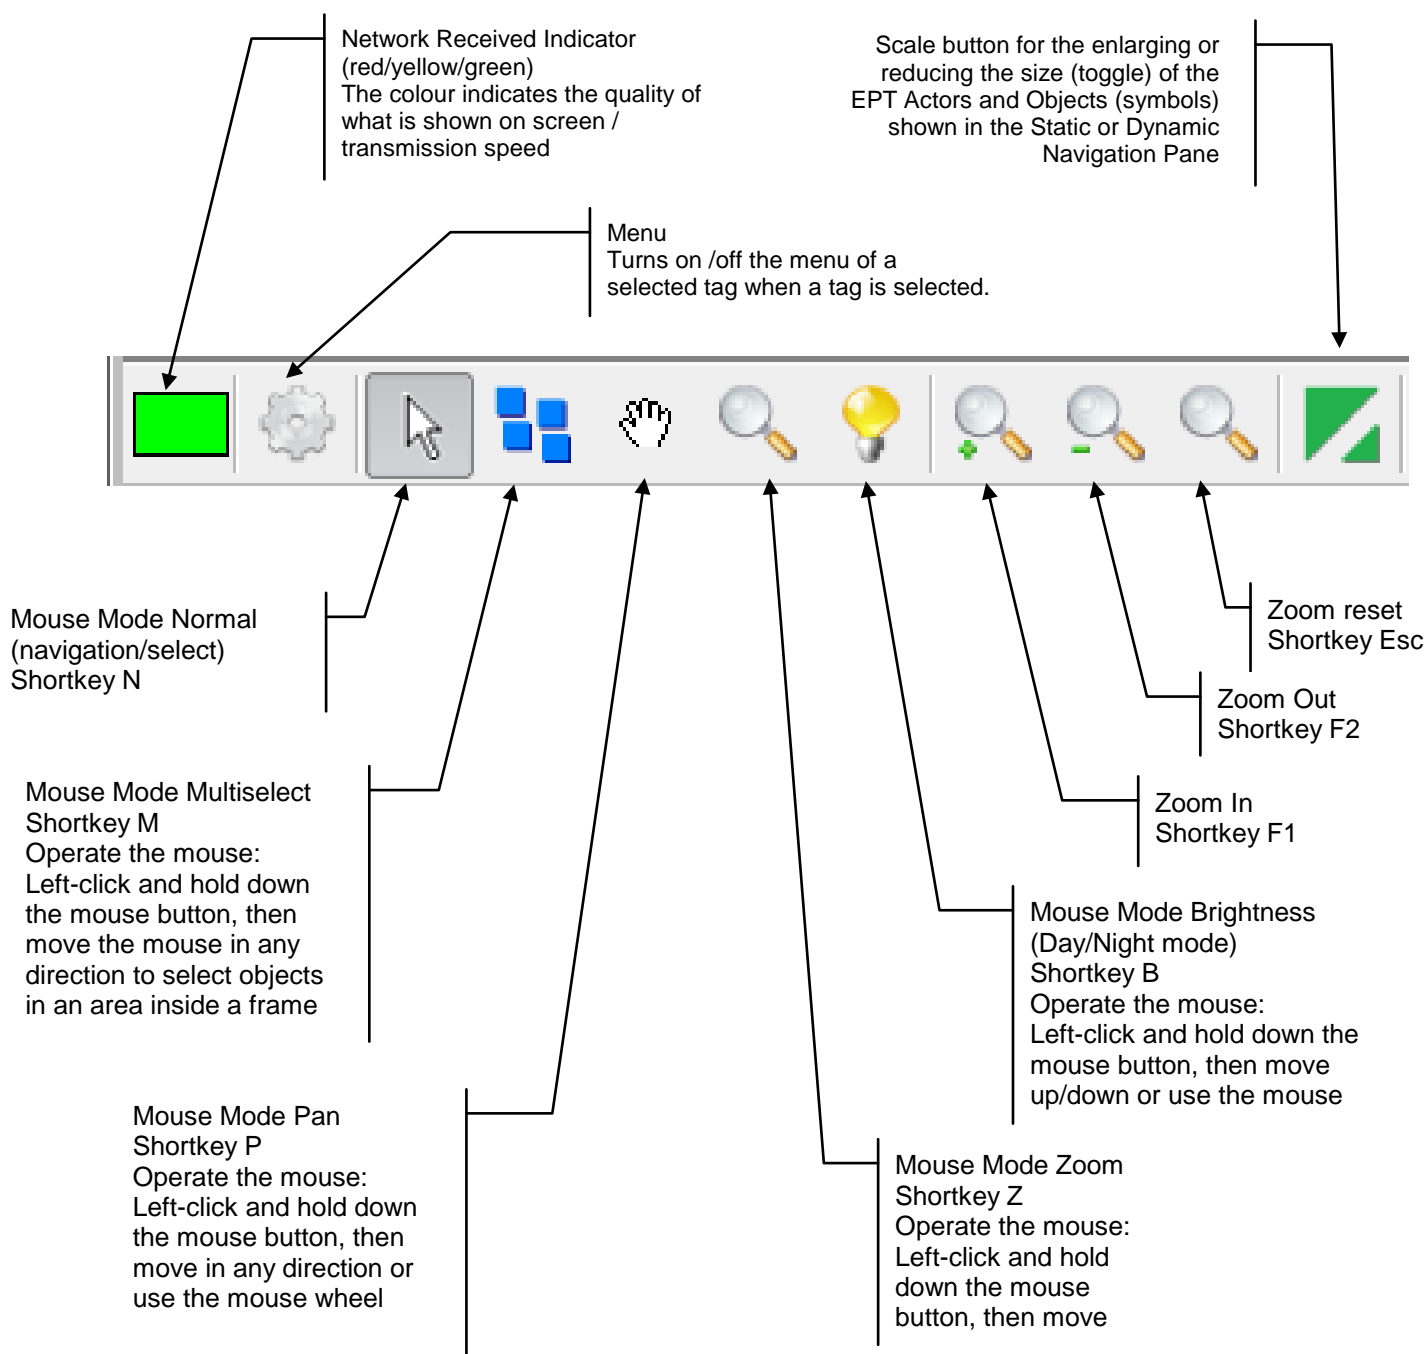 Network Received Indicator
(red/yellow/green)
The colour indicates the quality of
what is shown on screen /
transmission speed
Scale button for the enlarging or
reducing the size (toggle) of the
EPT Actors and Objects (symbols)
shown in the Static or Dynamic
Navigation Pane
Menu
Turns on /off the menu of a
selected tag when a tag is selected.
Mouse Mode Normal
(navigation/select)
Shortkey N
Zoom reset
Shortkey Esc
Zoom Out
Shortkey F2
Mouse Mode Multiselect
Shortkey M
Operate the mouse:
Left-click and hold down
the mouse button, then
move the mouse in any
direction to select objects
in an area inside a frame
Zoom In
Shortkey F1
Mouse Mode Brightness
(Day/Night mode)
Shortkey B
Operate the mouse:
Left-click and hold down the
mouse button, then move
up/down or use the mouse
Mouse Mode Pan
Shortkey P
Operate the mouse:
Left-click and hold down
the mouse button, then
move in any direction or
use the mouse wheel
Mouse Mode Zoom
Shortkey Z
Operate the mouse:
Left-click and hold
down the mouse
button, then move